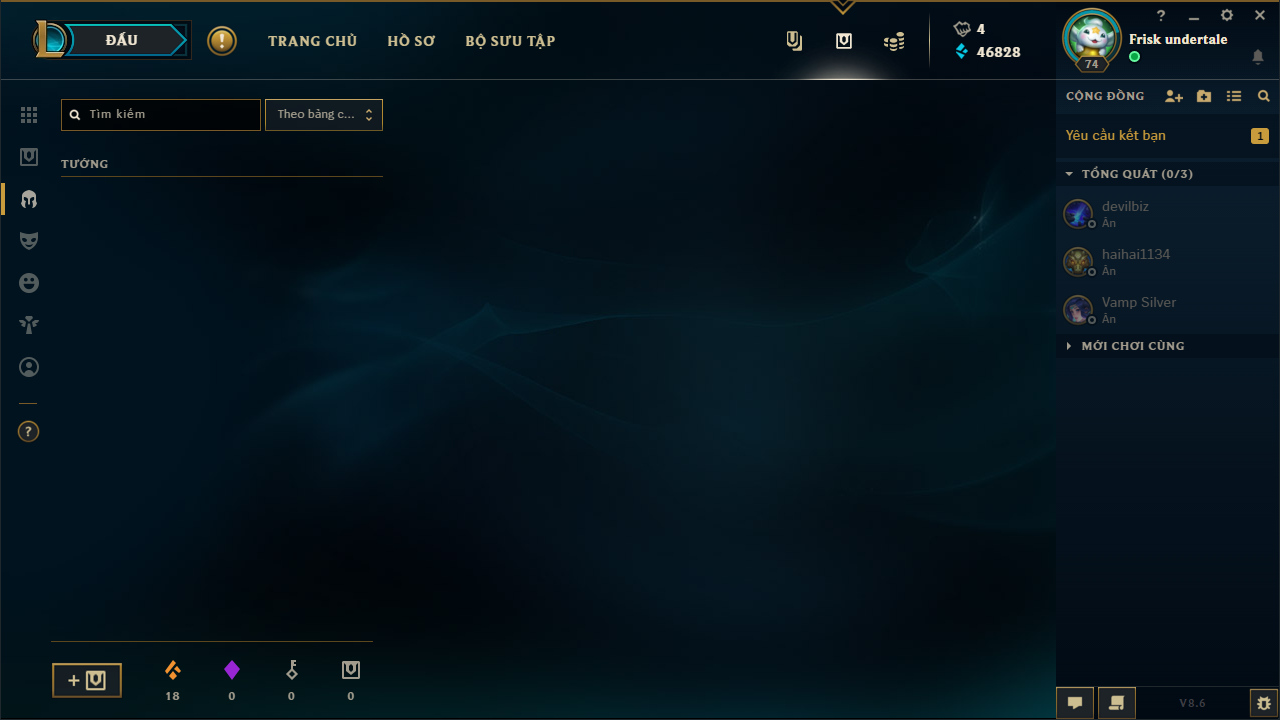 ĐẤU
TRANG CHỦ
HỒ SƠ
BỘ SƯU TẬP
4
46828
74
Frisk undertale
Tìm kiếm
Theo bảng c...
TƯỚNG
CỘNG ĐỒNG
Yêu cầu kết bạn
1
TỔNG QUÁT (0/3)
devilbiz
Ẩn
haihai1134
Ẩn
Vamp Silver
Ẩn
MỚI CHƠI CÙNG
18
0
0
0
V8.6